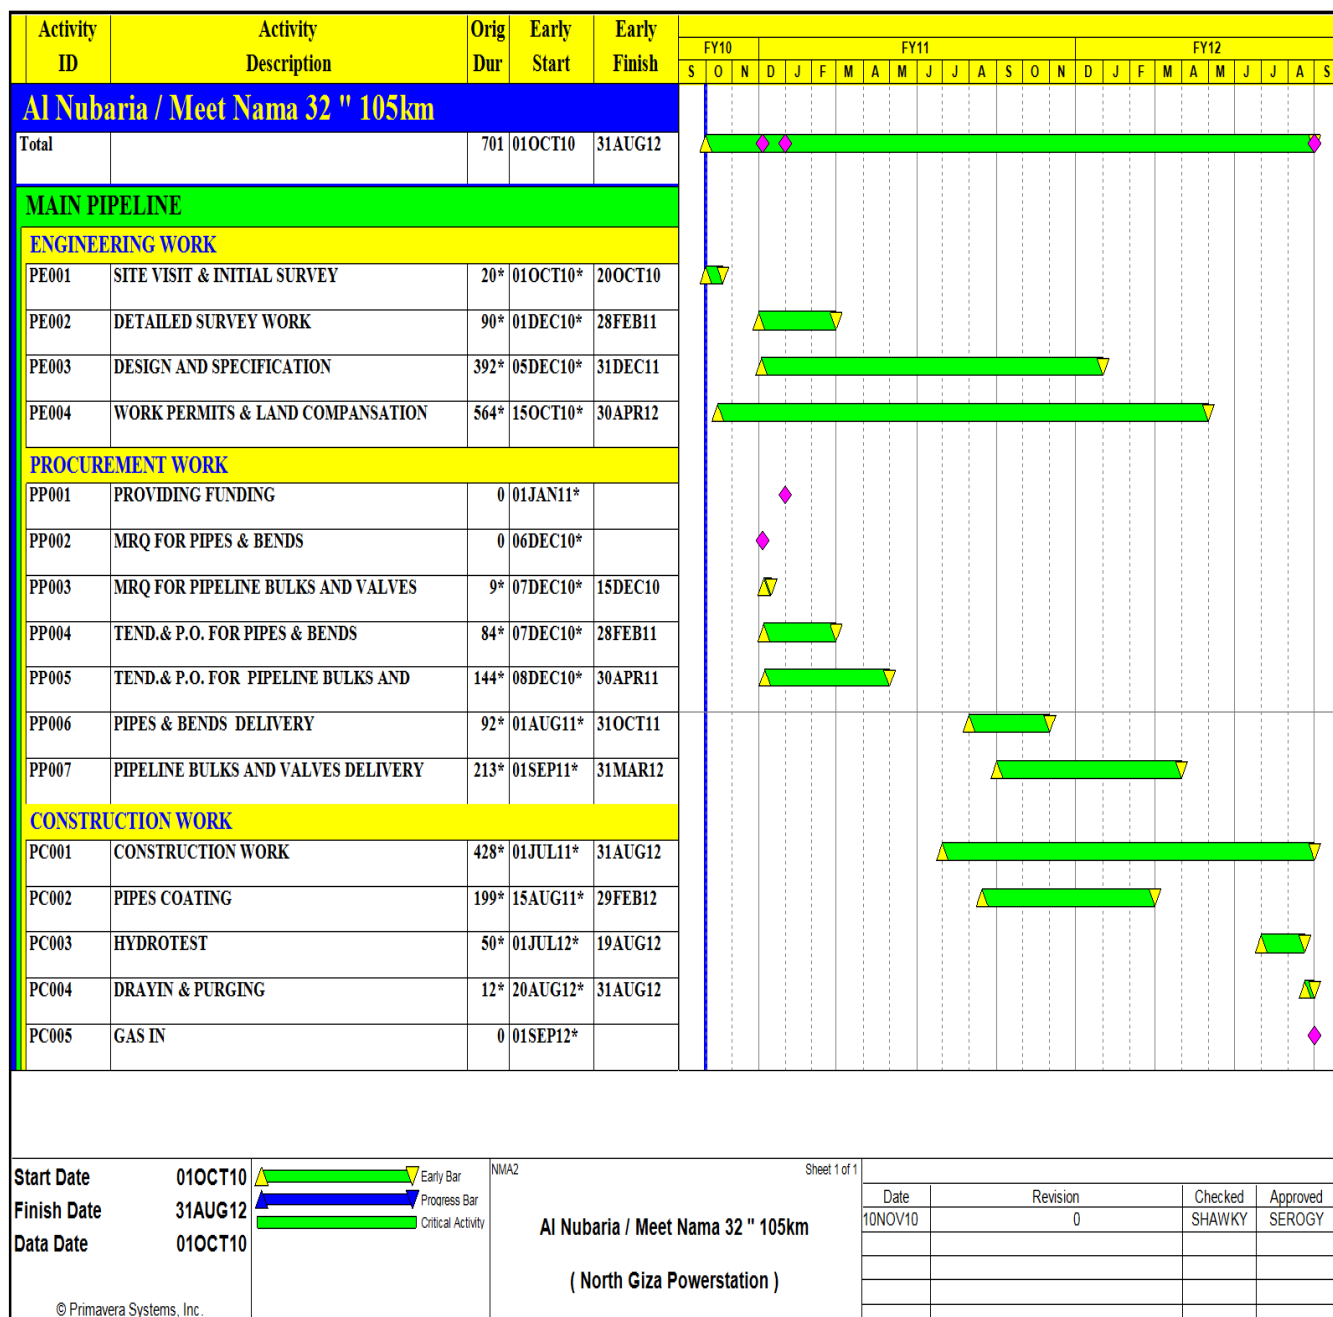 Activity Activity Orig Early Early
ID Description Dur Start Finish
FY10 FY11 FY12
S O N D J F M A M J J A S O N D J F M A M J J A S
Al Nubaria / Meet Nama 32 " 105km
Total 701 01OCT10 31AUG12
MAIN PIPELINE
ENGINEERING WORK
PE001 SITE VISIT & INITIAL SURVEY 20* 01OCT10* 20OCT10
PE002 DETAILED SURVEY WORK 90* 01DEC10* 28FEB11
PE003 DESIGN AND SPECIFICATION 392* 05DEC10* 31DEC11
PE004 WORK PERMITS & LAND COMPANSATION 564* 15OCT10* 30APR12
PROCUREMENT WORK
PP001 PROVIDING FUNDING 0 01JAN11*
PP002 MRQ FOR PIPES & BENDS 0 06DEC10*
PP003 MRQ FOR PIPELINE BULKS AND VALVES 9* 07DEC10* 15DEC10
PP004 TEND.& P.O. FOR PIPES & BENDS 84* 07DEC10* 28FEB11
PP005 TEND.& P.O. FOR PIPELINE BULKS AND 144* 08DEC10* 30APR11
PP006 PIPES & BENDS DELIVERY 92* 01AUG11* 31OCT11
PP007 PIPELINE BULKS AND VALVES DELIVERY 213* 01SEP11* 31MAR12
CONSTRUCTION WORK
PC001 CONSTRUCTION WORK 428* 01JUL11* 31AUG12
PC002 PIPES COATING 199* 15AUG11* 29FEB12
PC003 HYDROTEST 50* 01JUL12* 19AUG12
PC004 DRAYIN & PURGING 12* 20AUG12* 31AUG12
PC005 GAS IN 0 01SEP12*
Start Date 01OCT10
Finish Date 31AUG12
Data Date 01OCT10
© Primavera Systems, Inc.
Early Bar
Progress Bar
Critical Activity
NMA2
Sheet 1 of 1
Al Nubaria / Meet Nama 32 " 105km
( North Giza Powerstation )
Date Revision Checked Approved
10NOV10 0 SHAWKY SEROGY